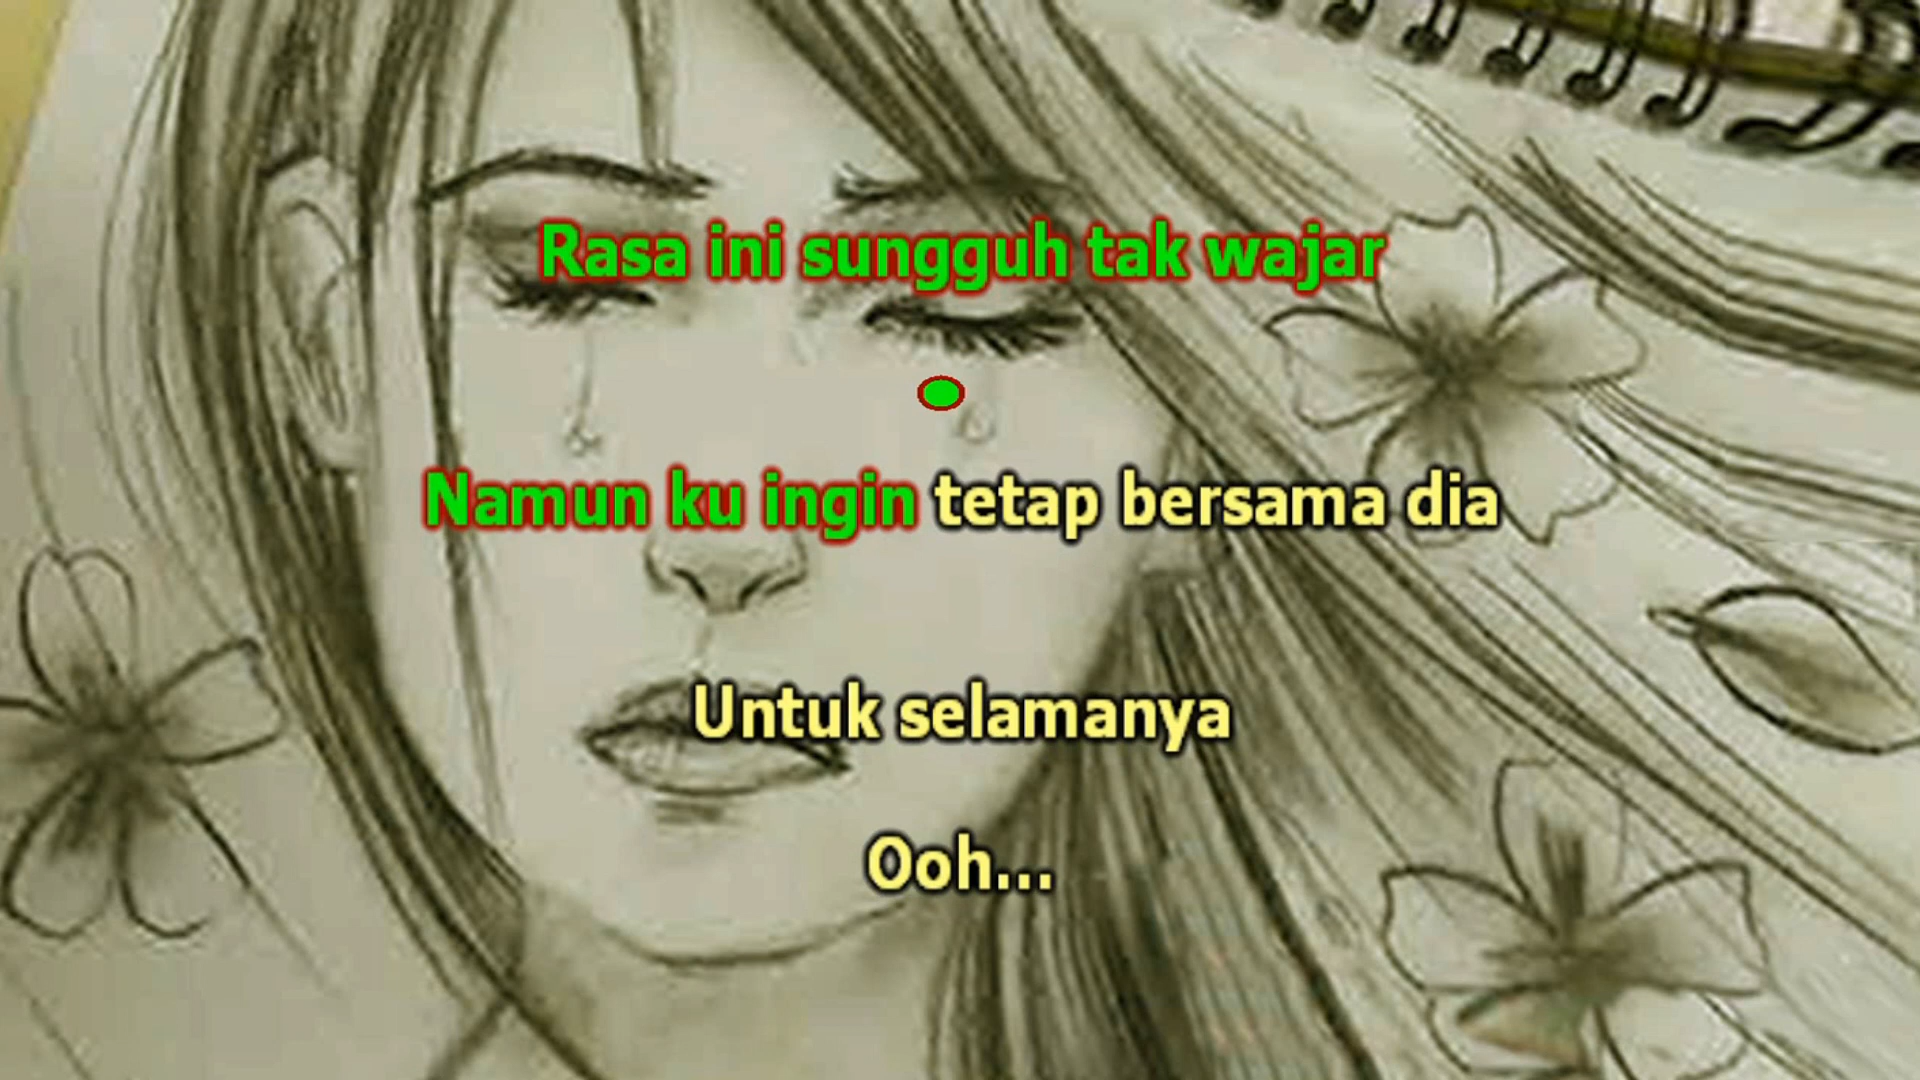 Rasa ini sungguh tak wajar
Namun ku ingin tetap bersama dia
Untuk selamanya
Ooh...